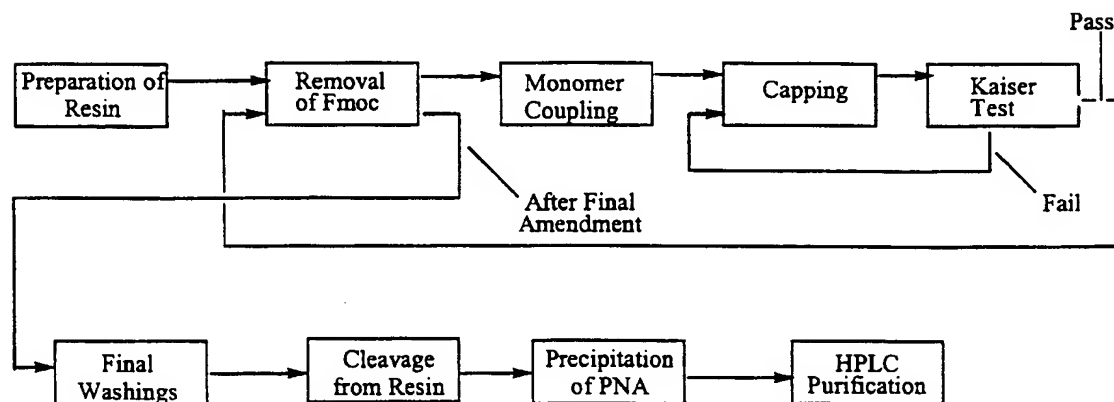 Pass
Preparation of
Resin
Removal
of Fmoc
Monomer
Coupling
Capping
Kaiser
Test
After Final
Amendment
Fail
Final
Washings
Cleavage
from Resin
Precipitation
of PNA
HPLC
Purification